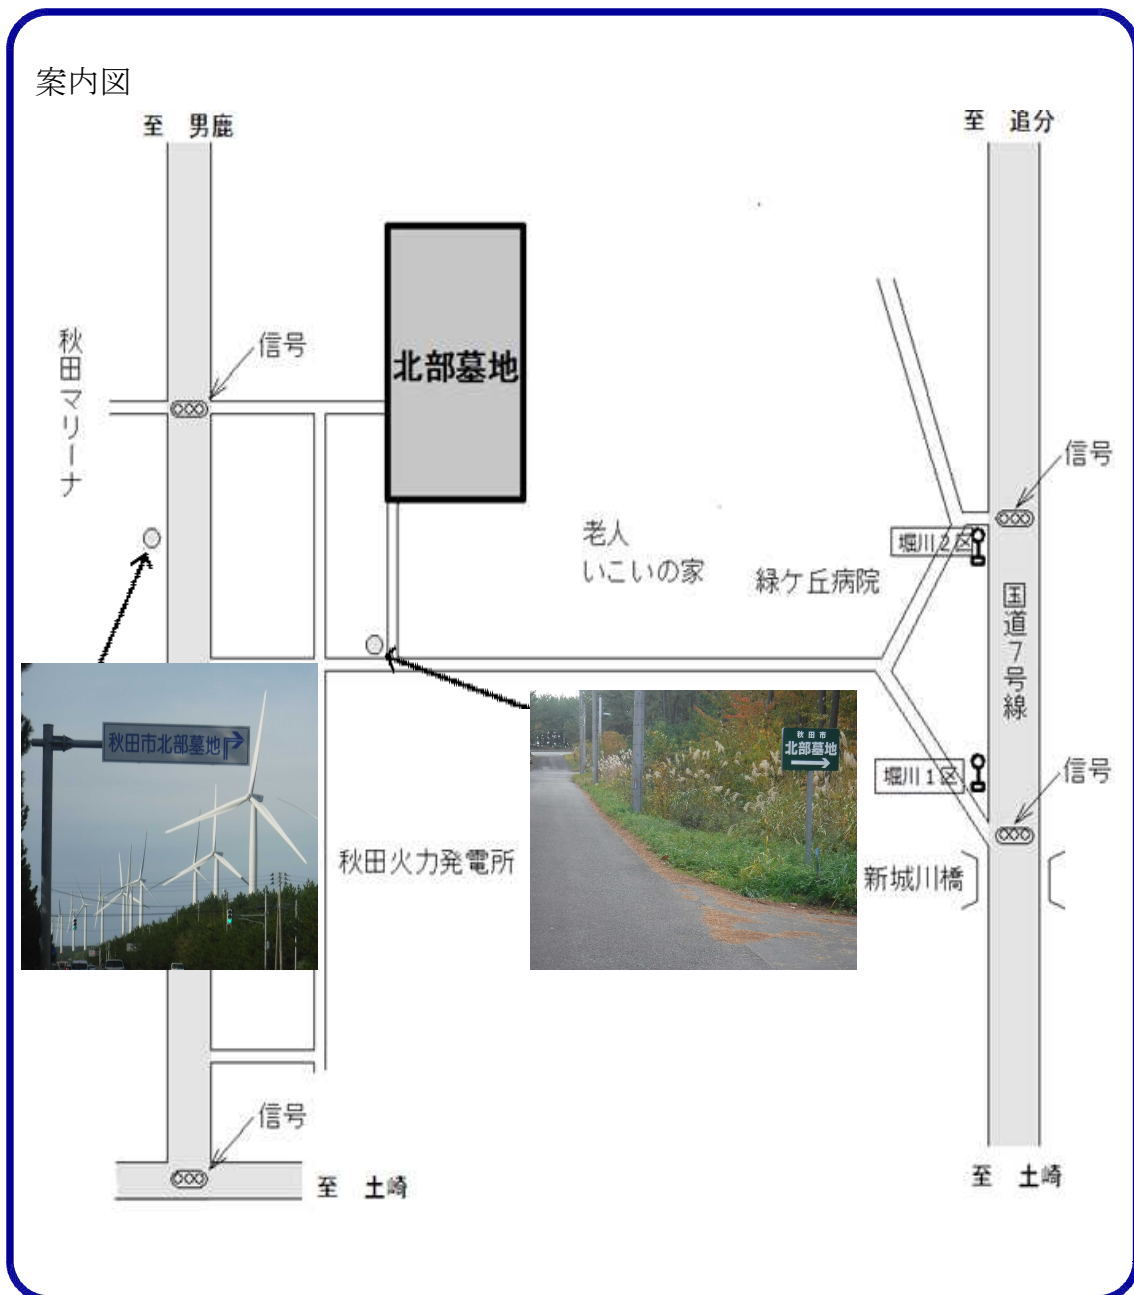 案内図
至 男鹿
至 追分
秋田マリーナ
信号
北部墓地
信号
老人
いこいの家
緑ケ丘病院
堀川2区
国道7号線
秋田市北部墓地
秋田市
北部墓地
堀川1区
信号
秋田火力発電所
新城川橋
信号
至 土崎
至 土崎